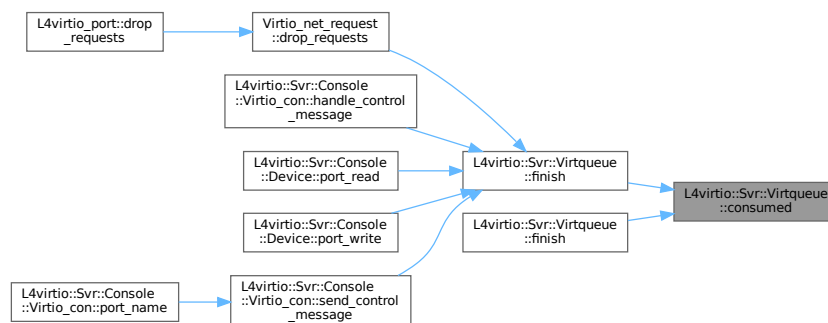 L4virtio_port::drop
_requests
Virtio_net_request
::drop_requests
L4virtio::Svr::Console
::Virtio_con::handle_control
_message
L4virtio::Svr::Console
::Device::port_read
L4virtio::Svr::Virtqueue
::finish
L4virtio::Svr::Virtqueue
::consumed
L4virtio::Svr::Console
::Device::port_write
L4virtio::Svr::Virtqueue
::finish
L4virtio::Svr::Console
::Virtio_con::port_name
L4virtio::Svr::Console
::Virtio_con::send_control
_message